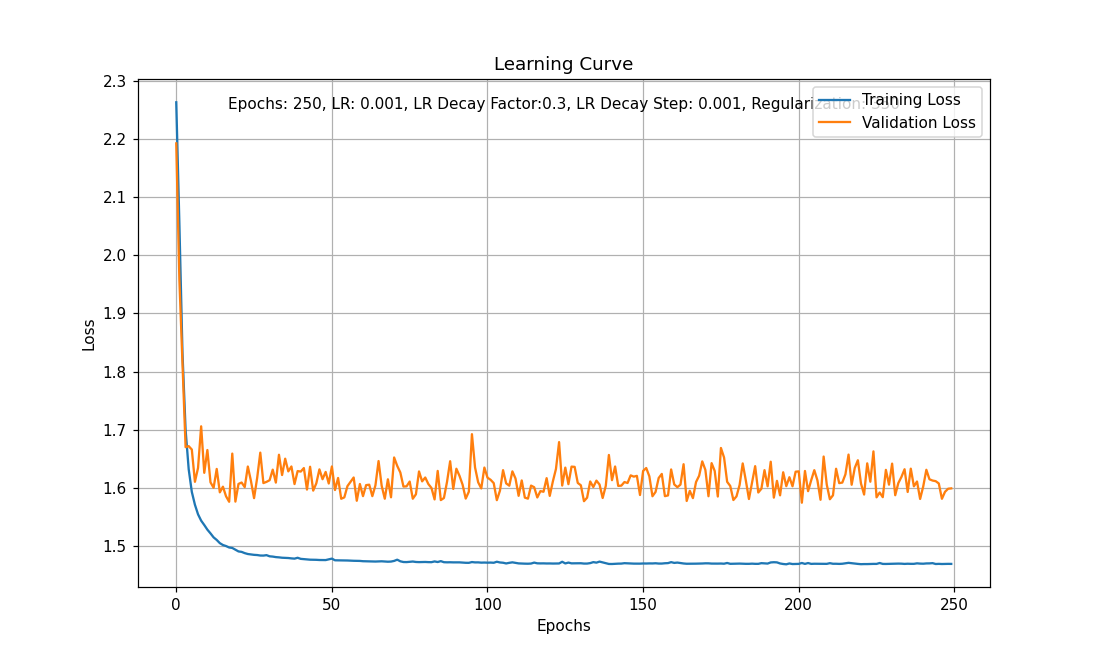 Learning Curve
2.3
Epochs: 250, LR: 0.001, LR Decay Factor:0.3, LR Decay Step: 0.001, Regularization:
Training Loss
Validation Loss
2.2
2.1
2.0
1.9
1.8
1.7
1.6
1.5
Loss
0 50 100 150 200 250
Epochs